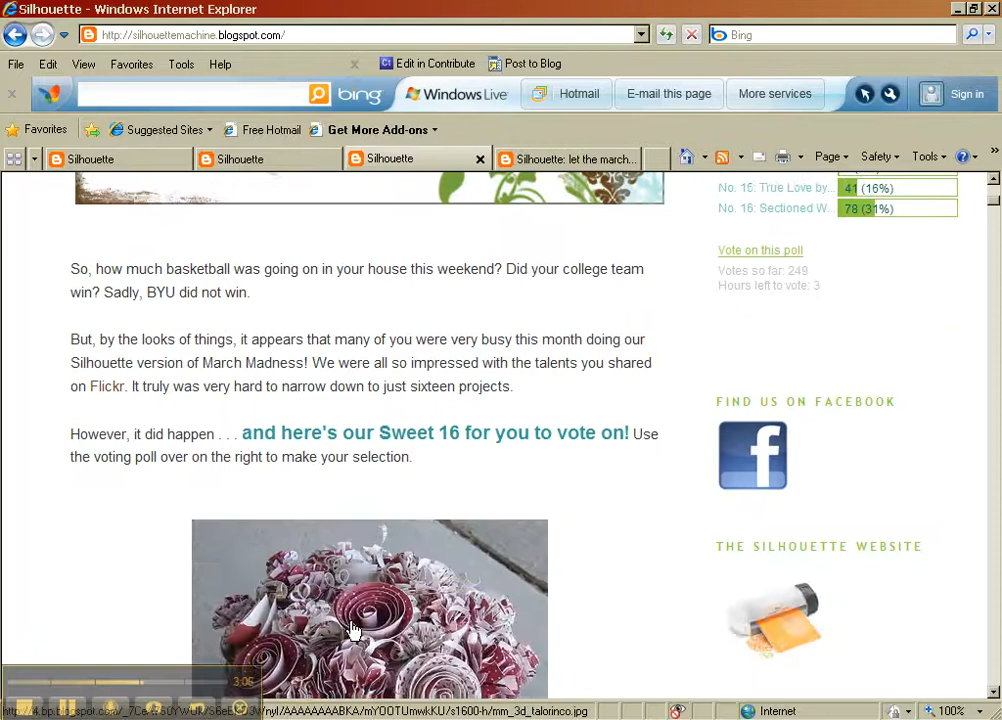 Silhouette - Windows Internet Explorer
http://silhouettemachine.blogspot.com/
Bing
File Edit View Favorites Tools Help
Edit in Contribute Post to Blog
bing Windows Live Hotmail E-mail this page More services Sign in
Favorites Suggested Sites Free Hotmail Get More Add-ons
Silhouette Silhouette Silhouette Silhouette: let the march...
Page Safety Tools
No. 15: True Love by... 41 (16%)
No. 16: Sectioned W... 78 (31%)
Vote on this poll
Votes so far: 249
Hours left to vote: 3
So, how much basketball was going on in your house this weekend? Did your college team
win? Sadly, BYU did not win.
But, by the looks of things, it appears that many of you were very busy this month doing our
Silhouette version of March Madness! We were all so impressed with the talents you shared
on Flickr. It truly was very hard to narrow down to just sixteen projects.
However, it did happen . . . and here's our Sweet 16 for you to vote on! Use
the voting poll over on the right to make your selection.
FIND US ON FACEBOOK
f
THE SILHOUETTE WEBSITE
3:05
Internet 100%